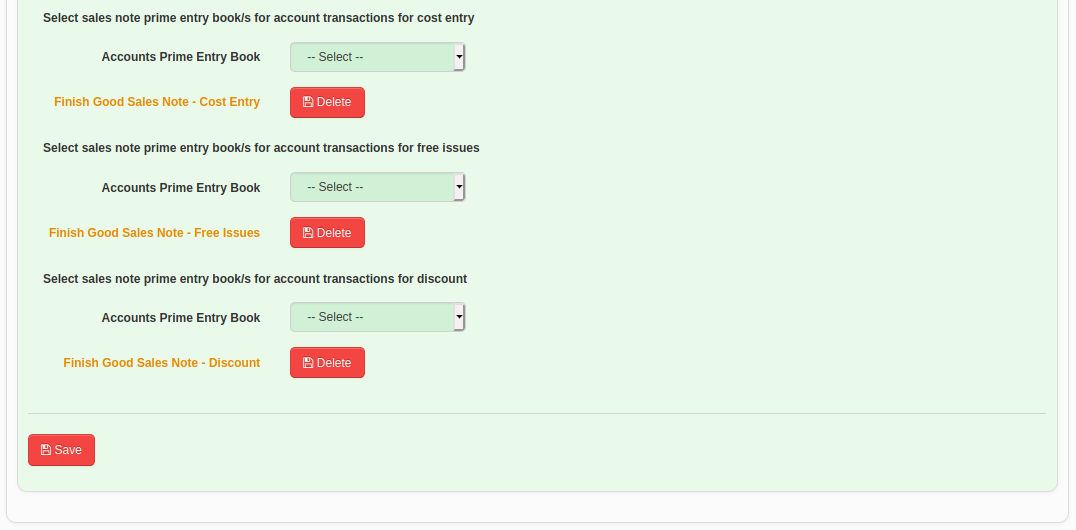 Select sales note prime entry book/s for account transactions for cost entry
Accounts Prime Entry Book -- Select --
Finish Good Sales Note - Cost Entry Delete
Select sales note prime entry book/s for account transactions for free issues
Accounts Prime Entry Book -- Select --
Finish Good Sales Note - Free Issues Delete
Select sales note prime entry book/s for account transactions for discount
Accounts Prime Entry Book -- Select --
Finish Good Sales Note - Discount Delete
Save